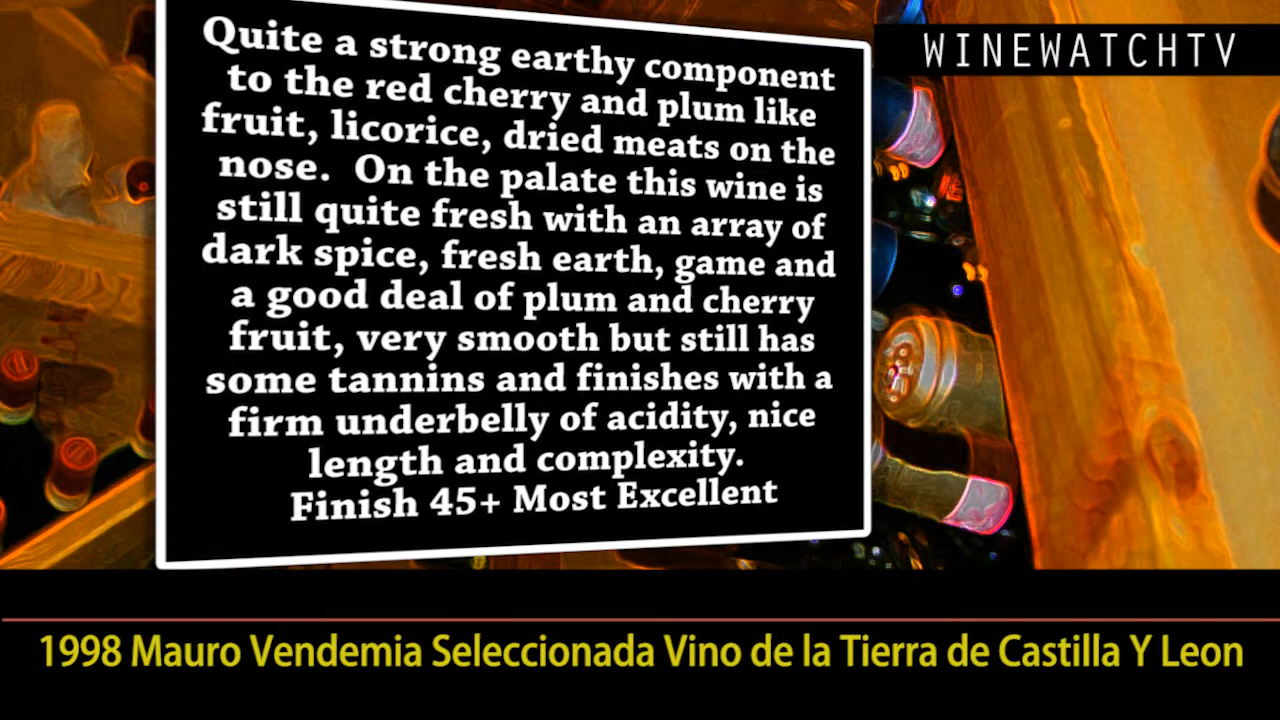 WINEWATCHTV
Quite a strong earthy component
to the red cherry and plum like
fruit, licorice, dried meats on the
nose.  On the palate this wine is
still quite fresh with an array of
dark spice, fresh earth, game and
a good deal of plum and cherry
fruit, very smooth but still has
some tannins and finishes with a
firm underbelly of acidity, nice
length and complexity.
Finish 45+ Most Excellent
1998 Mauro Vendemia Seleccionada Vino de la Tierra de Castilla Y Leon